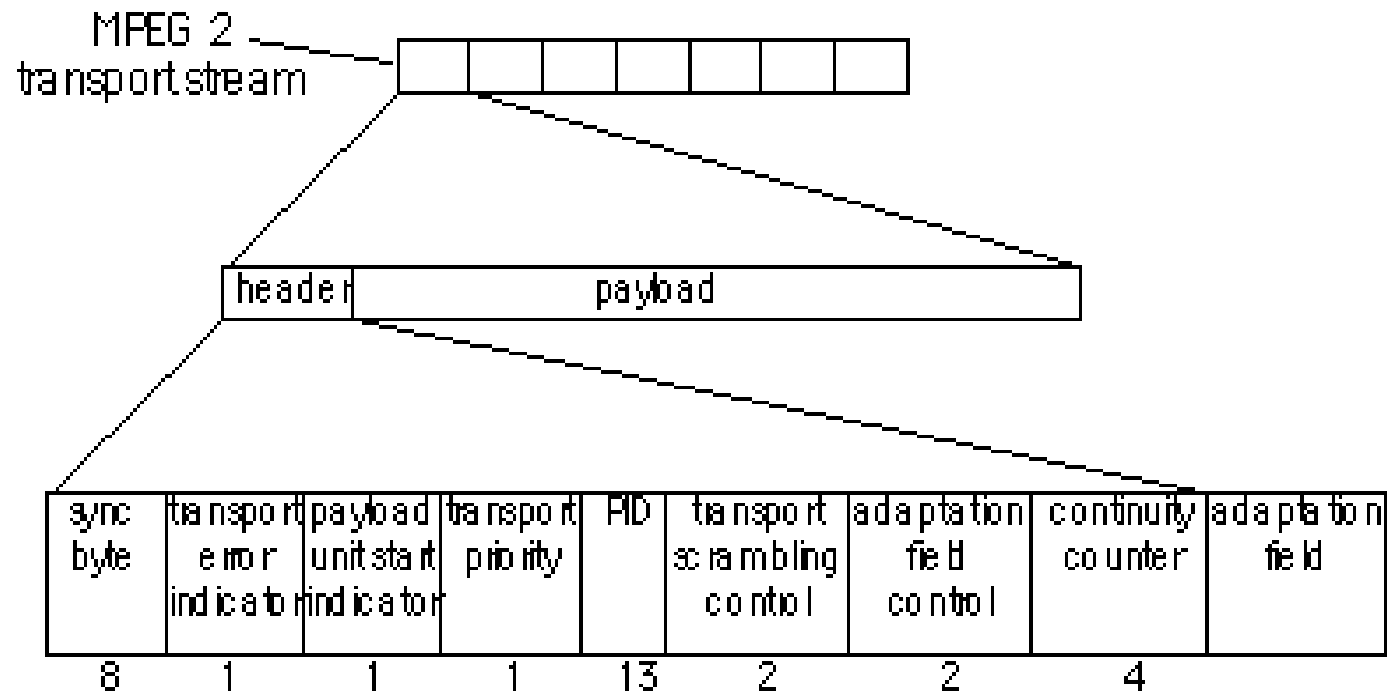 MPEG 2
transport stream
header
payload
sync
byte
transport
error
indicator
payload
unit start
indicator
transport
priority
PID
transport
scrambling
control
adaptation
field
control
continuity
counter
adaptation
field
8
1
1
1
13
2
2
4